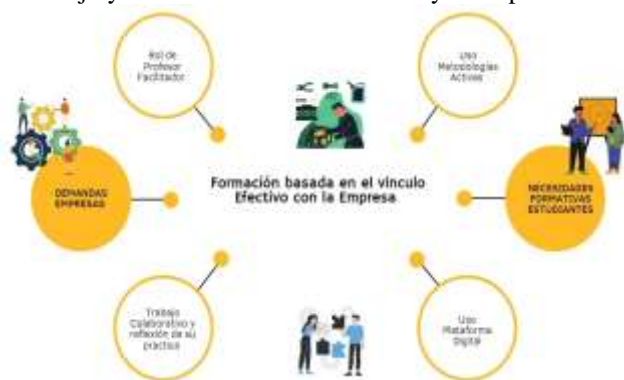 Rol de
Profesor
Facilitador
Uso
Metodologías
Activas
DEMANDAS
EMPRESAS
Formación basada en el vínculo
Efectivo con la Empresa
NECESIDADES
FORMATIVAS
ESTUDIANTES
Trabajo
Colaborativo y
reflexión de su
práctica
Uso
Plataforma
Digital